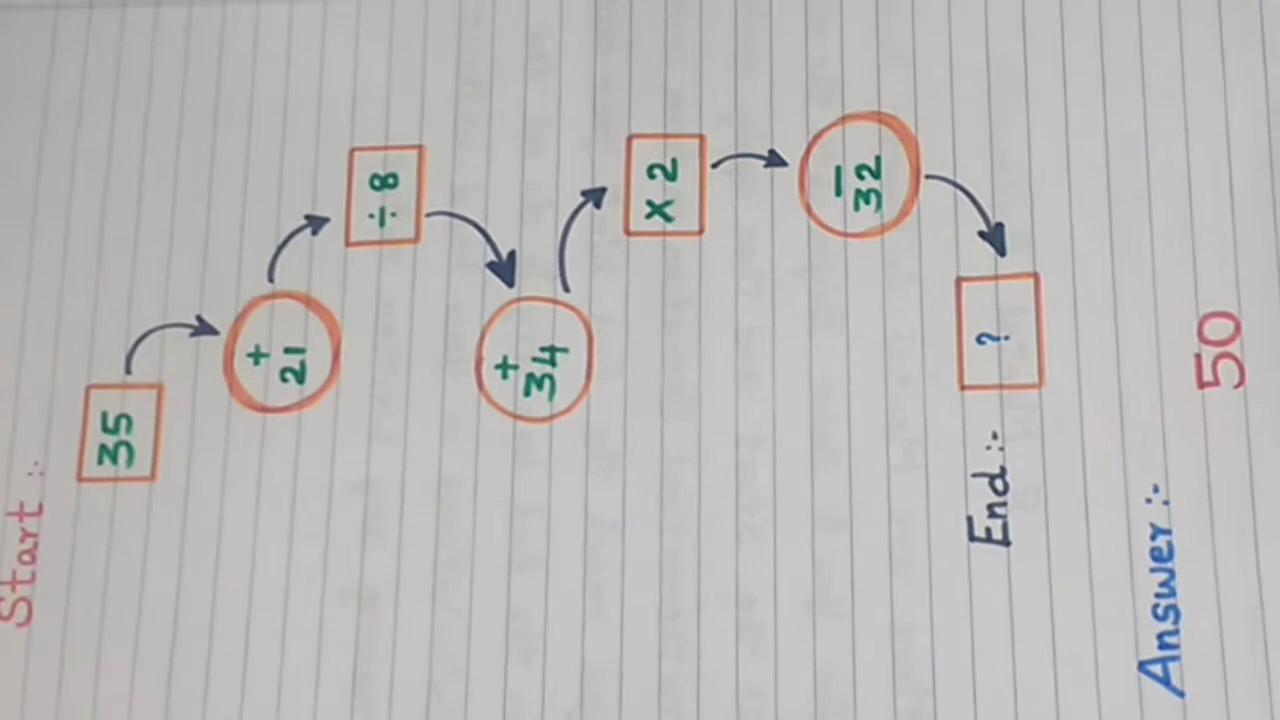 Start :-
35
+
21
÷ 8
+
34
x 2
-
32
End :- ?
Answer :- 50